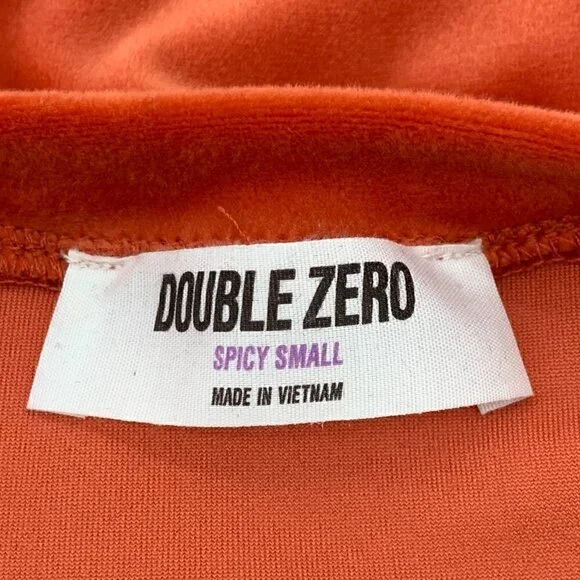 DOUBLE ZERO
SPICY SMALL
MADE IN VIETNAM